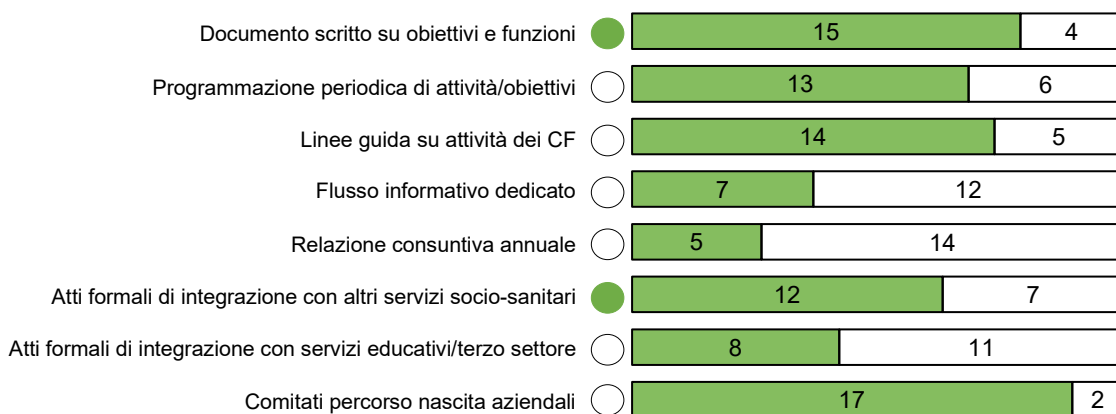 Documento scritto su obiettivi e funzioni 15 4
Programmazione periodica di attività/obiettivi 13 6
Linee guida su attività dei CF 14 5
Flusso informativo dedicato 7 12
Relazione consuntiva annuale 5 14
Atti formali di integrazione con altri servizi socio-sanitari 12 7
Atti formali di integrazione con servizi educativi/terzo settore 8 11
Comitati percorso nascita aziendali 17 2